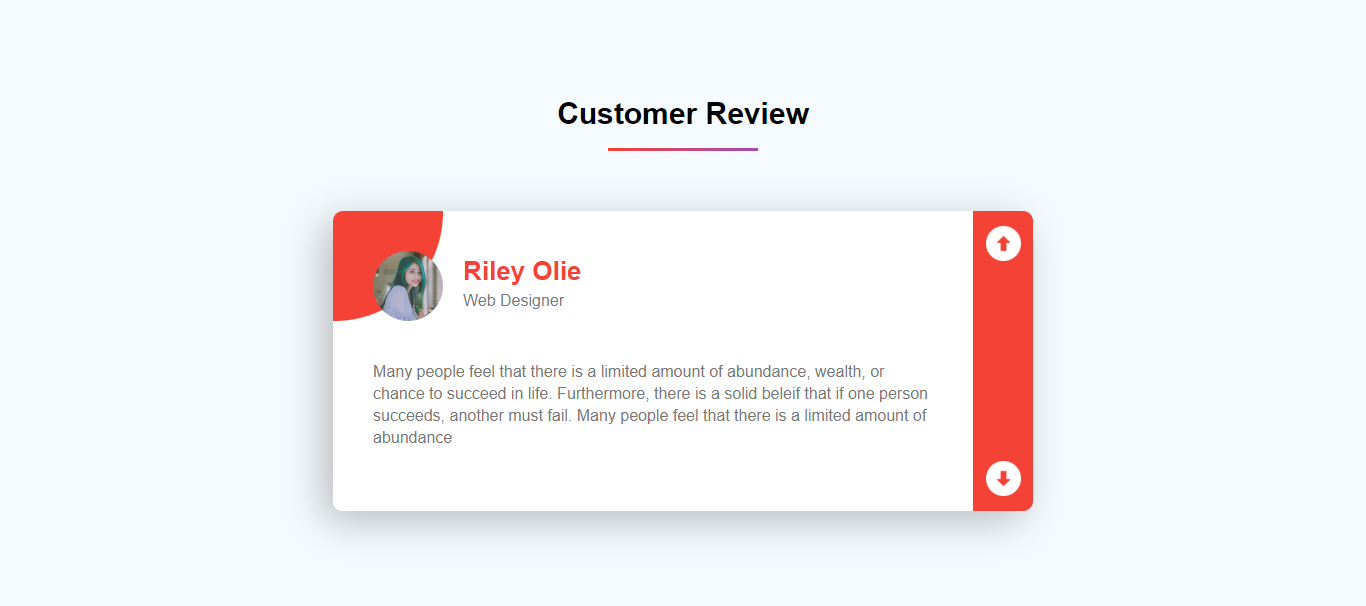 Customer Review
Riley Olie
Web Designer
Many people feel that there is a limited amount of abundance, wealth, or
chance to succeed in life. Furthermore, there is a solid beleif that if one person
succeeds, another must fail. Many people feel that there is a limited amount of
abundance